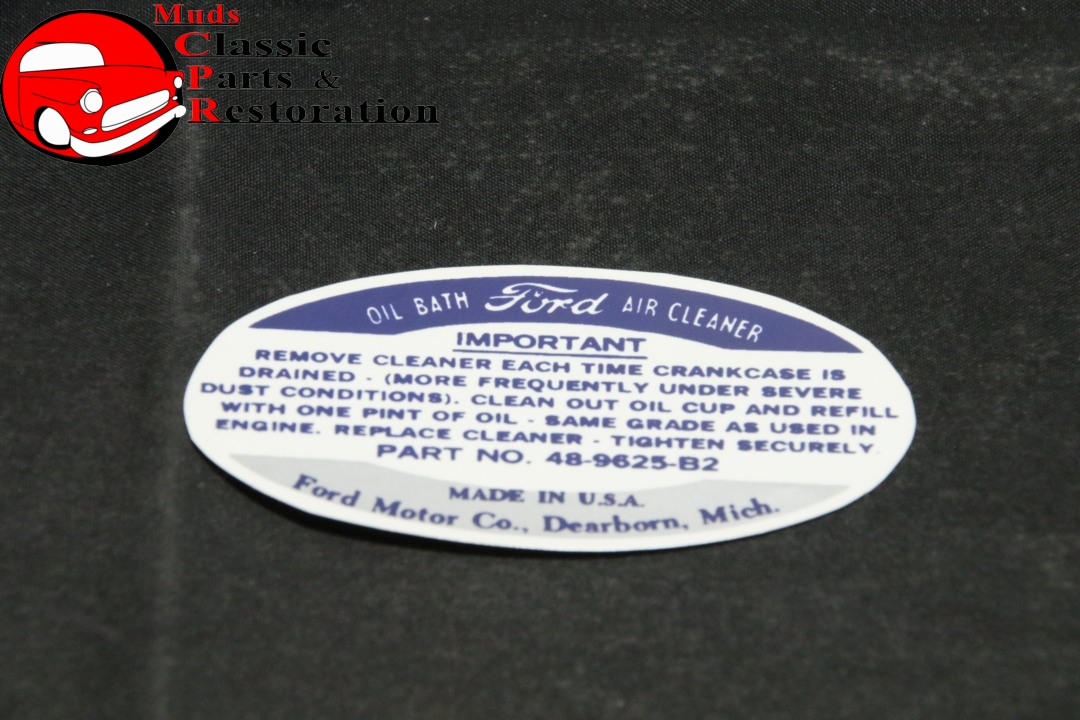 Muds
Classic
Parts &
Restoration
OIL BATH Ford AIR CLEANER
IMPORTANT
REMOVE CLEANER EACH TIME CRANKCASE IS
DRAINED - (MORE FREQUENTLY UNDER SEVERE
DUST CONDITIONS). CLEAN OUT OIL CUP AND REFILL
WITH ONE PINT OF OIL - SAME GRADE AS USED IN
ENGINE. REPLACE CLEANER - TIGHTEN SECURELY.
PART NO. 48-9625-B2
MADE IN U.S.A.
Ford Motor Co., Dearborn, Mich.